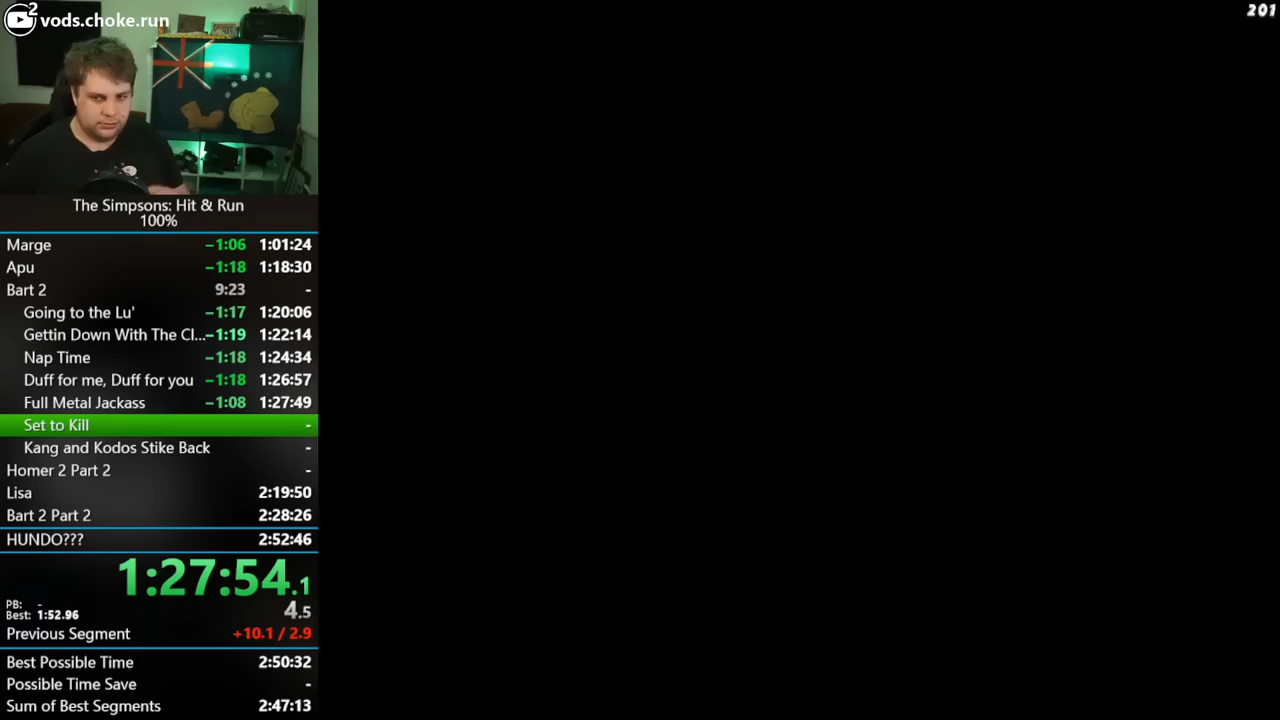 vods.choke.run
201
The Simpsons: Hit & Run
100%
Marge −1:06 1:01:24
Apu −1:18 1:18:30
Bart 2 9:23 -
Going to the Lu' −1:17 1:20:06
Gettin Down With The Cl... −1:19 1:22:14
Nap Time −1:18 1:24:34
Duff for me, Duff for you −1:18 1:26:57
Full Metal Jackass −1:08 1:27:49
Set to Kill -
Kang and Kodos Stike Back -
Homer 2 Part 2 -
Lisa 2:19:50
Bart 2 Part 2 2:28:26
HUNDO??? 2:52:46
1:27:54.1
PB: -
Best: 1:52.96
4.5
Previous Segment +10.1 / 2.9
Best Possible Time 2:50:32
Possible Time Save -
Sum of Best Segments 2:47:13